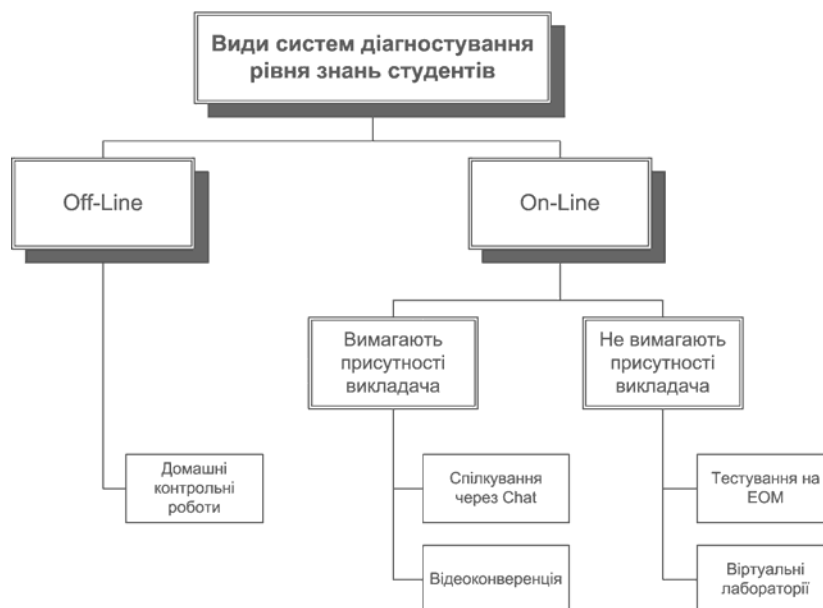 Види систем діагностування
рівня знань студентів
Off-Line
On-Line
Вимагають
присутності
викладача
Не вимагають
присутності
викладача
Домашні
контрольні
роботи
Спілкування
через Chat
Тестування на
ЕОМ
Відеоконверенція
Віртуальні
лабораторії